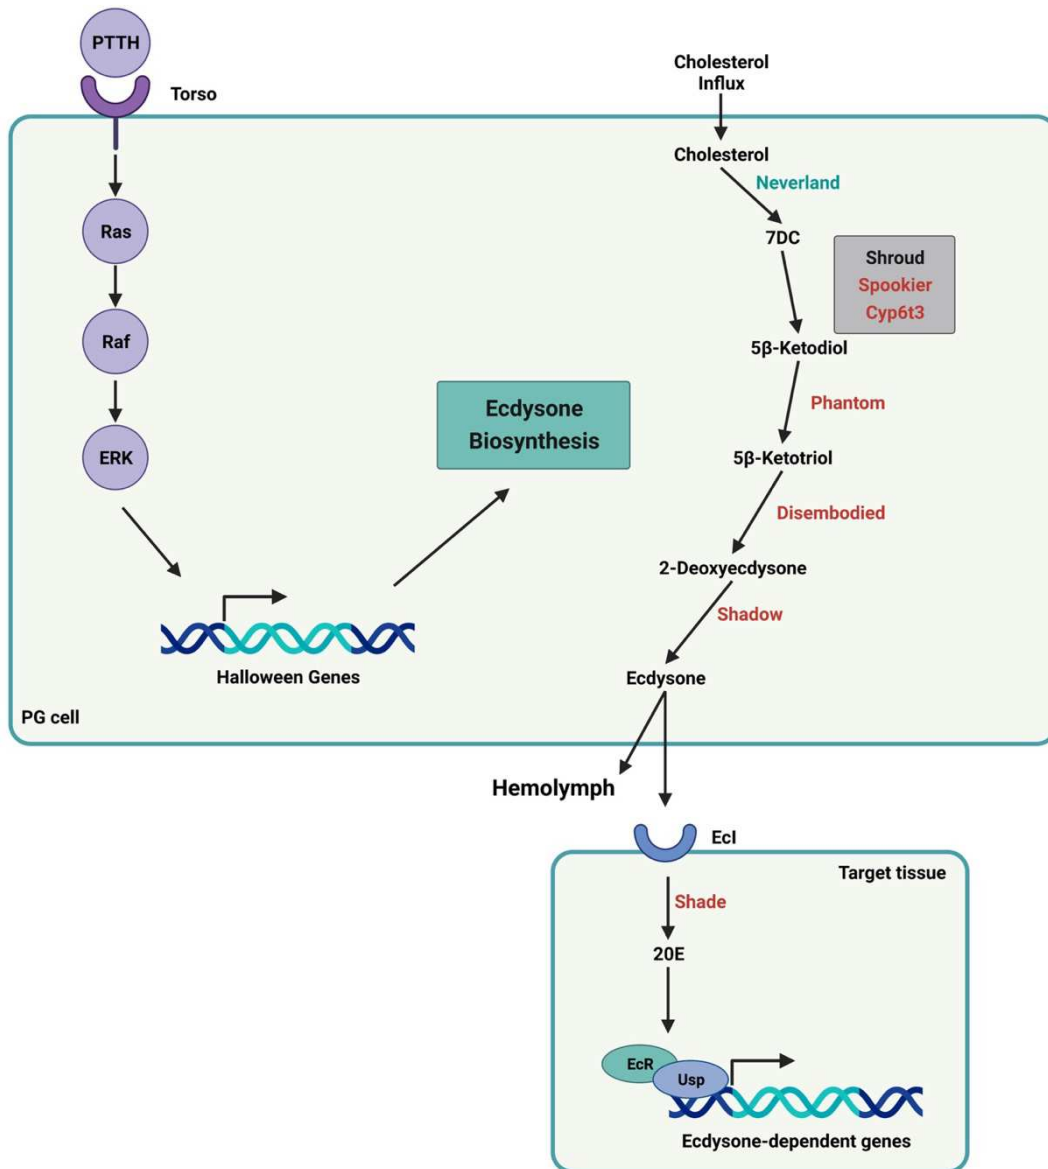 PTTH
Torso
Ras
Raf
ERK
Halloween Genes
PG cell
Ecdysone
Biosynthesis
Cholesterol
Influx
Cholesterol
Neverland
7DC
Shroud
Spookier
Cyp6t3
5β-Ketodiol
Phantom
5β-Ketotriol
Disembodied
2-Deoxyecdysone
Shadow
Ecdysone
Hemolymph
EcI
Target tissue
Shade
20E
EcR
Usp
Ecdysone-dependent genes